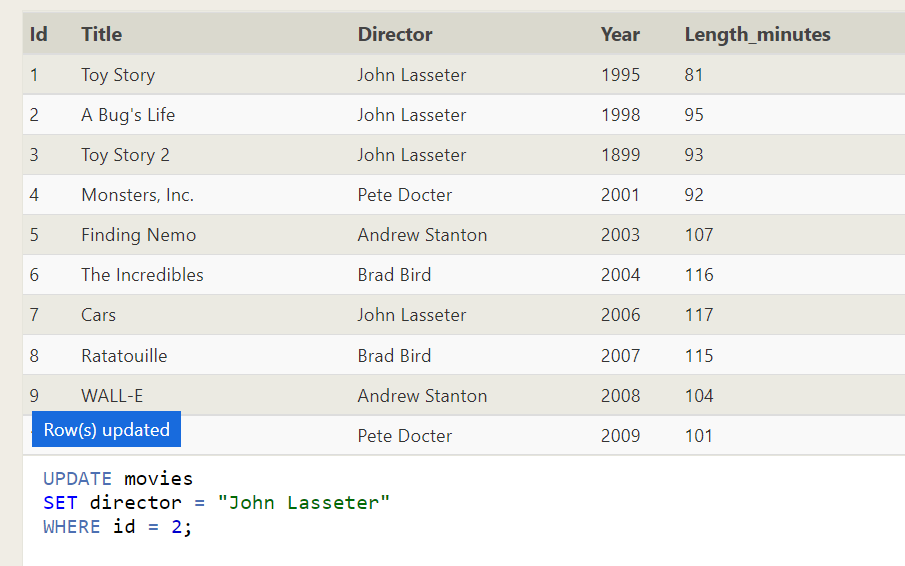 Id Title Director Year Length_minutes
1 Toy Story John Lasseter 1995 81
2 A Bug's Life John Lasseter 1998 95
3 Toy Story 2 John Lasseter 1899 93
4 Monsters, Inc. Pete Docter 2001 92
5 Finding Nemo Andrew Stanton 2003 107
6 The Incredibles Brad Bird 2004 116
7 Cars John Lasseter 2006 117
8 Ratatouille Brad Bird 2007 115
9 WALL-E Andrew Stanton 2008 104
Row(s) updated Pete Docter 2009 101
UPDATE movies
SET director = "John Lasseter"
WHERE id = 2;